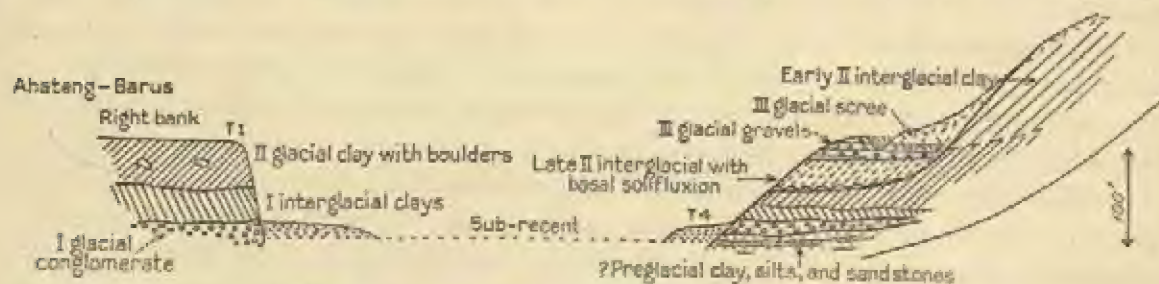 Ahateng-Barus
Right bank
T1
II glacial clay with boulders
I interglacial clays
I glacial
conglomerate
Sub-recent
Early II interglacial clay
III glacial scree
III glacial gravels
Late II interglacial with
basal solifluxion
T4
100'
?Preglacial clay, silts, and sandstones